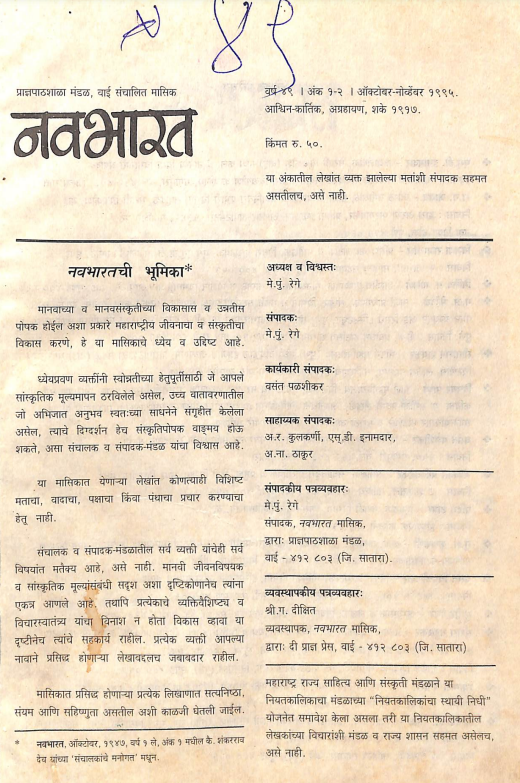 ४९
प्राज्ञपाठशाळा मंडळ, वाई संचालित मासिक
नवभारत
वर्ष ४९ । अंक १-२ । ऑक्टोबर-नोव्हेंबर १९९५.
आश्विन-कार्तिक, अग्रहायण, शके १९१७.
किंमत रु. ५०.
या अंकातील लेखांत व्यक्त झालेल्या मतांशी संपादक सहमत
असतीलच, असे नाही.
नवभारतची भूमिका*
मानवाच्या व मानवसंस्कृतीच्या विकासास व उन्नतीस
पोषक होईल अशा प्रकारे महाराष्ट्रीय जीवनाचा व संस्कृतीचा
विकास करणे, हे या मासिकाचे ध्येय व उद्दिष्ट आहे.
ध्येयप्रवण व्यक्तींनी स्वोन्नतीच्या हेतुपूर्तीसाठी जे आपले
सांस्कृतिक मूल्यमापन ठरविलेले असेल, उच्च वातावरणातील
जो अभिजात अनुभव स्वतःच्या साधनेने संगृहीत केलेला
असेल, त्याचे दिग्दर्शन हेच संस्कृतिपोषक वाङ्मय होऊ
शकते, असा संचालक व संपादक-मंडळ यांचा विश्वास आहे.
या मासिकात येणाऱ्या लेखांत कोणत्याही विशिष्ट
मताचा, वादाचा, पक्षाचा किंवा पंथाचा प्रचार करण्याचा
हेतू नाही.
संचालक व संपादक-मंडळातील सर्व व्यक्ती यांचेही सर्व
विषयांत मतैक्य आहे, असे नाही. मानवी जीवनविषयक
व सांस्कृतिक मूल्यांसंबंधी सदृश अशा दृष्टिकोणानेच त्यांना
एकत्र आणले आहे, तथापि प्रत्येकाचे व्यक्तिवैशिष्ट्य व
विचारस्वातंत्र्य यांचा विनाश न होता विकास व्हावा या
दृष्टीनेच त्यांचे सहकार्य राहील. प्रत्येक व्यक्ती आपल्या
नावाने प्रसिद्ध होणाऱ्या लेखाबद्दलच जबाबदार राहील.
मासिकात प्रसिद्ध होणाऱ्या प्रत्येक लिखाणात सत्यनिष्ठा,
संयम आणि सहिष्णुता असतील अशी काळजी घेतली जाईल.
* नवभारत, ऑक्टोबर, १९४७, वर्ष १ ले, अंक १ मधील कै. शंकरराव
देव यांच्या 'संचालकांचे मनोगत' मधून.
अध्यक्ष व विश्वस्तः
मे.पुं. रेगे
संपादकः
मे.पुं. रेगे
कार्यकारी संपादकः
वसंत पळशीकर
साहाय्यक संपादकः
अ.र. कुलकर्णी, एस्.डी. इनामदार,
अ.ना. ठाकूर
संपादकीय पत्रव्यवहारः
मे.पुं. रेगे
संपादक, नवभारत मासिक,
द्वाराः प्राज्ञपाठशाळा मंडळ,
वाई - ४१२ ८०३ (जि. सातारा).
व्यवस्थापकीय पत्रव्यवहारः
श्री.ग. दीक्षित
व्यवस्थापक, नवभारत मासिक,
द्वाराः दी प्राज्ञ प्रेस, वाई - ४१२ ८०३ (जि. सातारा)
महाराष्ट्र राज्य साहित्य आणि संस्कृती मंडळाने या
नियतकालिकाचा मंडळाच्या "नियतकालिकांचा स्थायी निधी"
योजनेत समावेश केला असला तरी या नियतकालिकातील
लेखकांच्या विचारांशी मंडळ व राज्य शासन सहमत असेलच,
असे नाही.